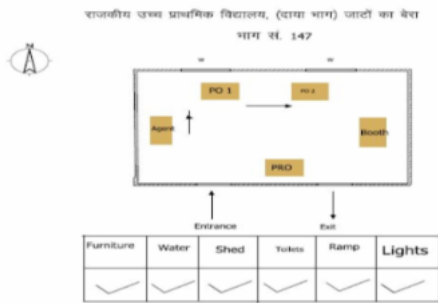 राजकीय उच्च प्राथमिक विद्यालय, (दाया भाग) जाटों का बेरा
भाग सं. 147
N
W W
PO 1 PO 2
Agent Booth
PRO
Entrance Exit
Furniture Water Shed Toilets Ramp Lights